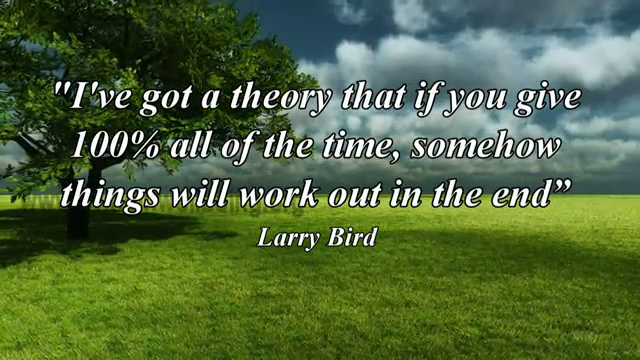 "I've got a theory that if you give
100% all of the time, somehow
things will work out in the end”
Larry Bird